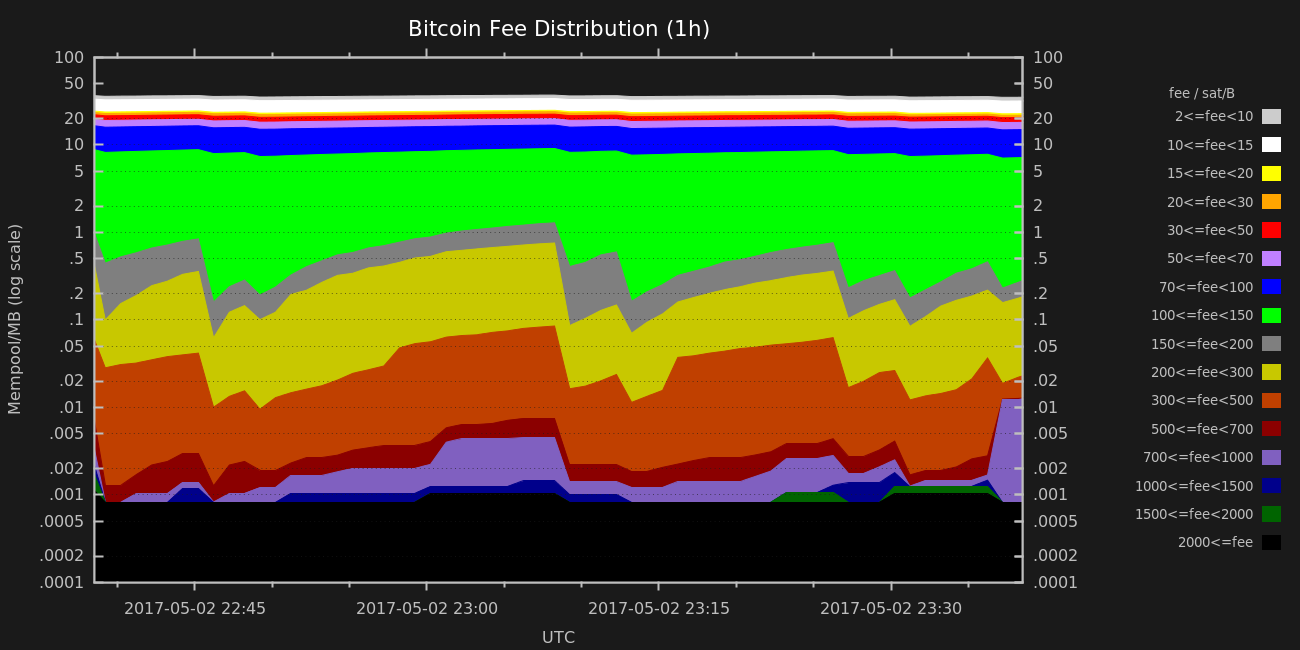 Bitcoin Fee Distribution (1h)
100
50
20
10
5
2
1
.5
.2
.1
.05
.02
.01
.005
.002
.001
.0005
.0002
.0001
Mempool/MB (log scale)
100
50
20
10
5
2
1
.5
.2
.1
.05
.02
.01
.005
.002
.001
.0005
.0002
.0001
2017-05-02 22:45
2017-05-02 23:00
2017-05-02 23:15
2017-05-02 23:30
UTC
fee / sat/B
2<=fee<10
10<=fee<15
15<=fee<20
20<=fee<30
30<=fee<50
50<=fee<70
70<=fee<100
100<=fee<150
150<=fee<200
200<=fee<300
300<=fee<500
500<=fee<700
700<=fee<1000
1000<=fee<1500
1500<=fee<2000
2000<=fee